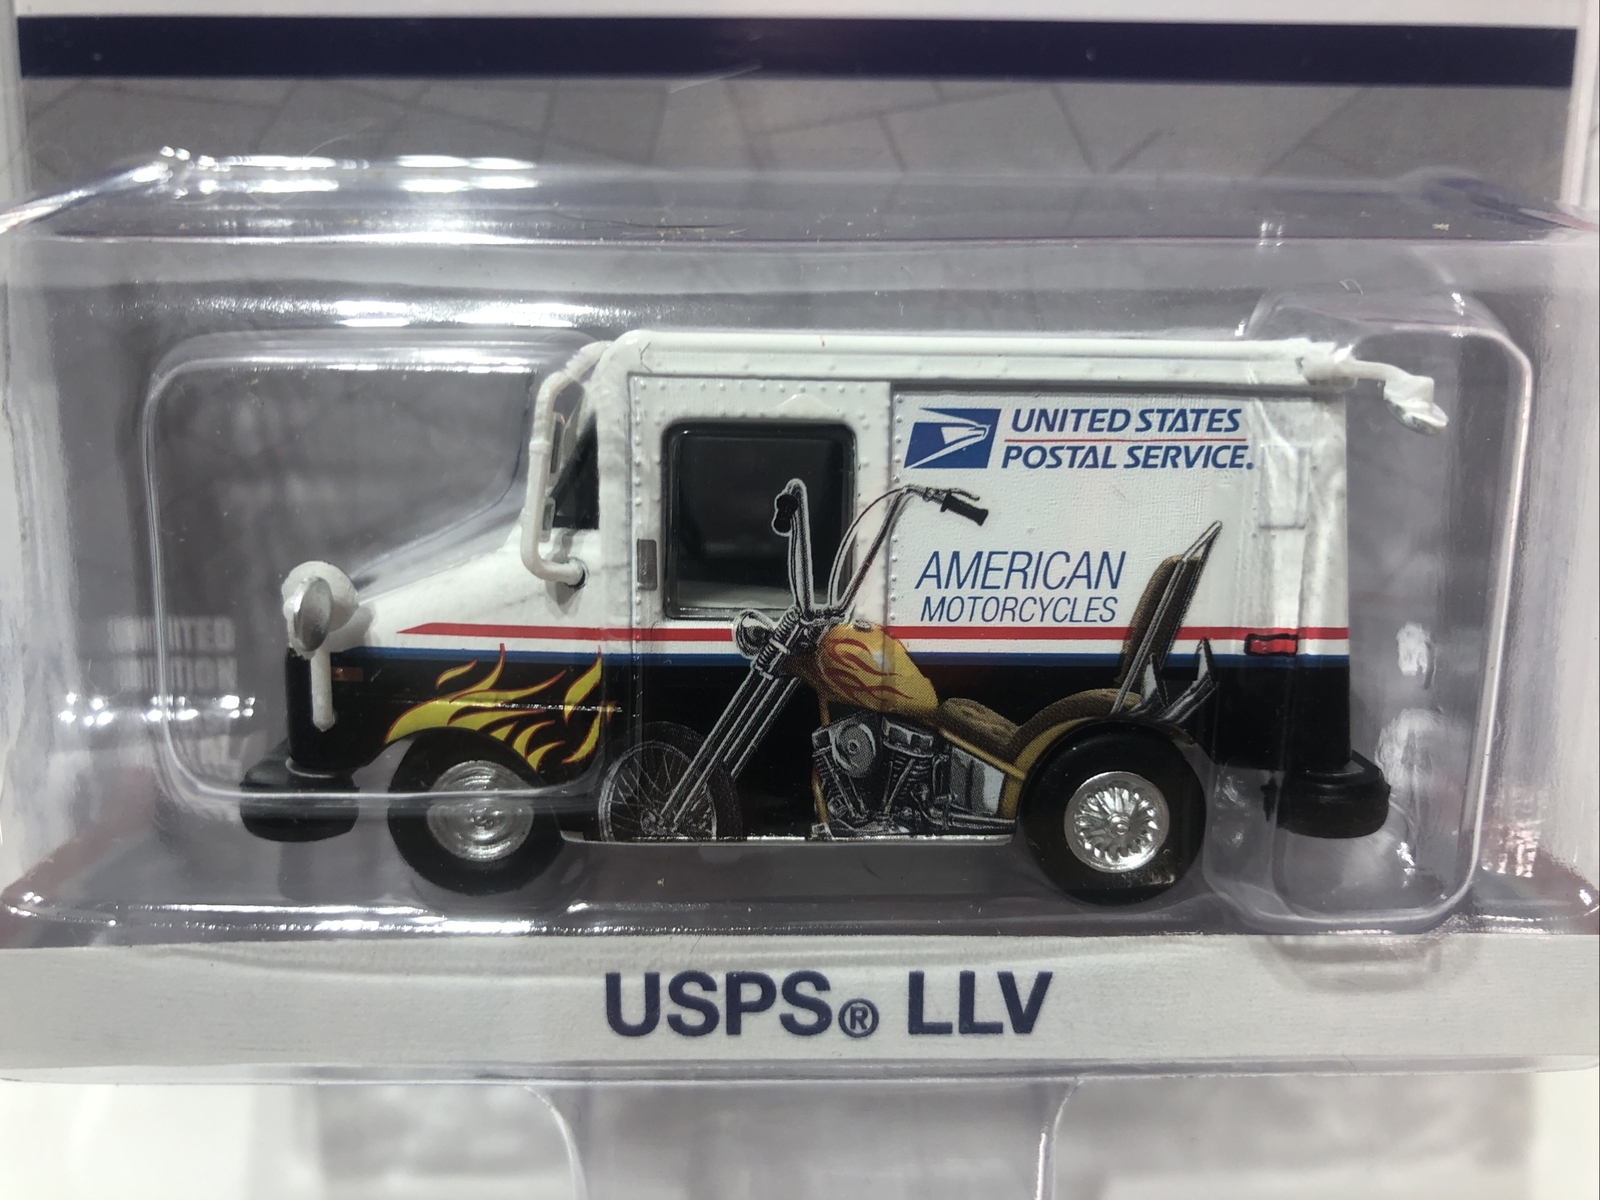 UNITED STATES
POSTAL SERVICE.
AMERICAN
MOTORCYCLES
USPS® LLV